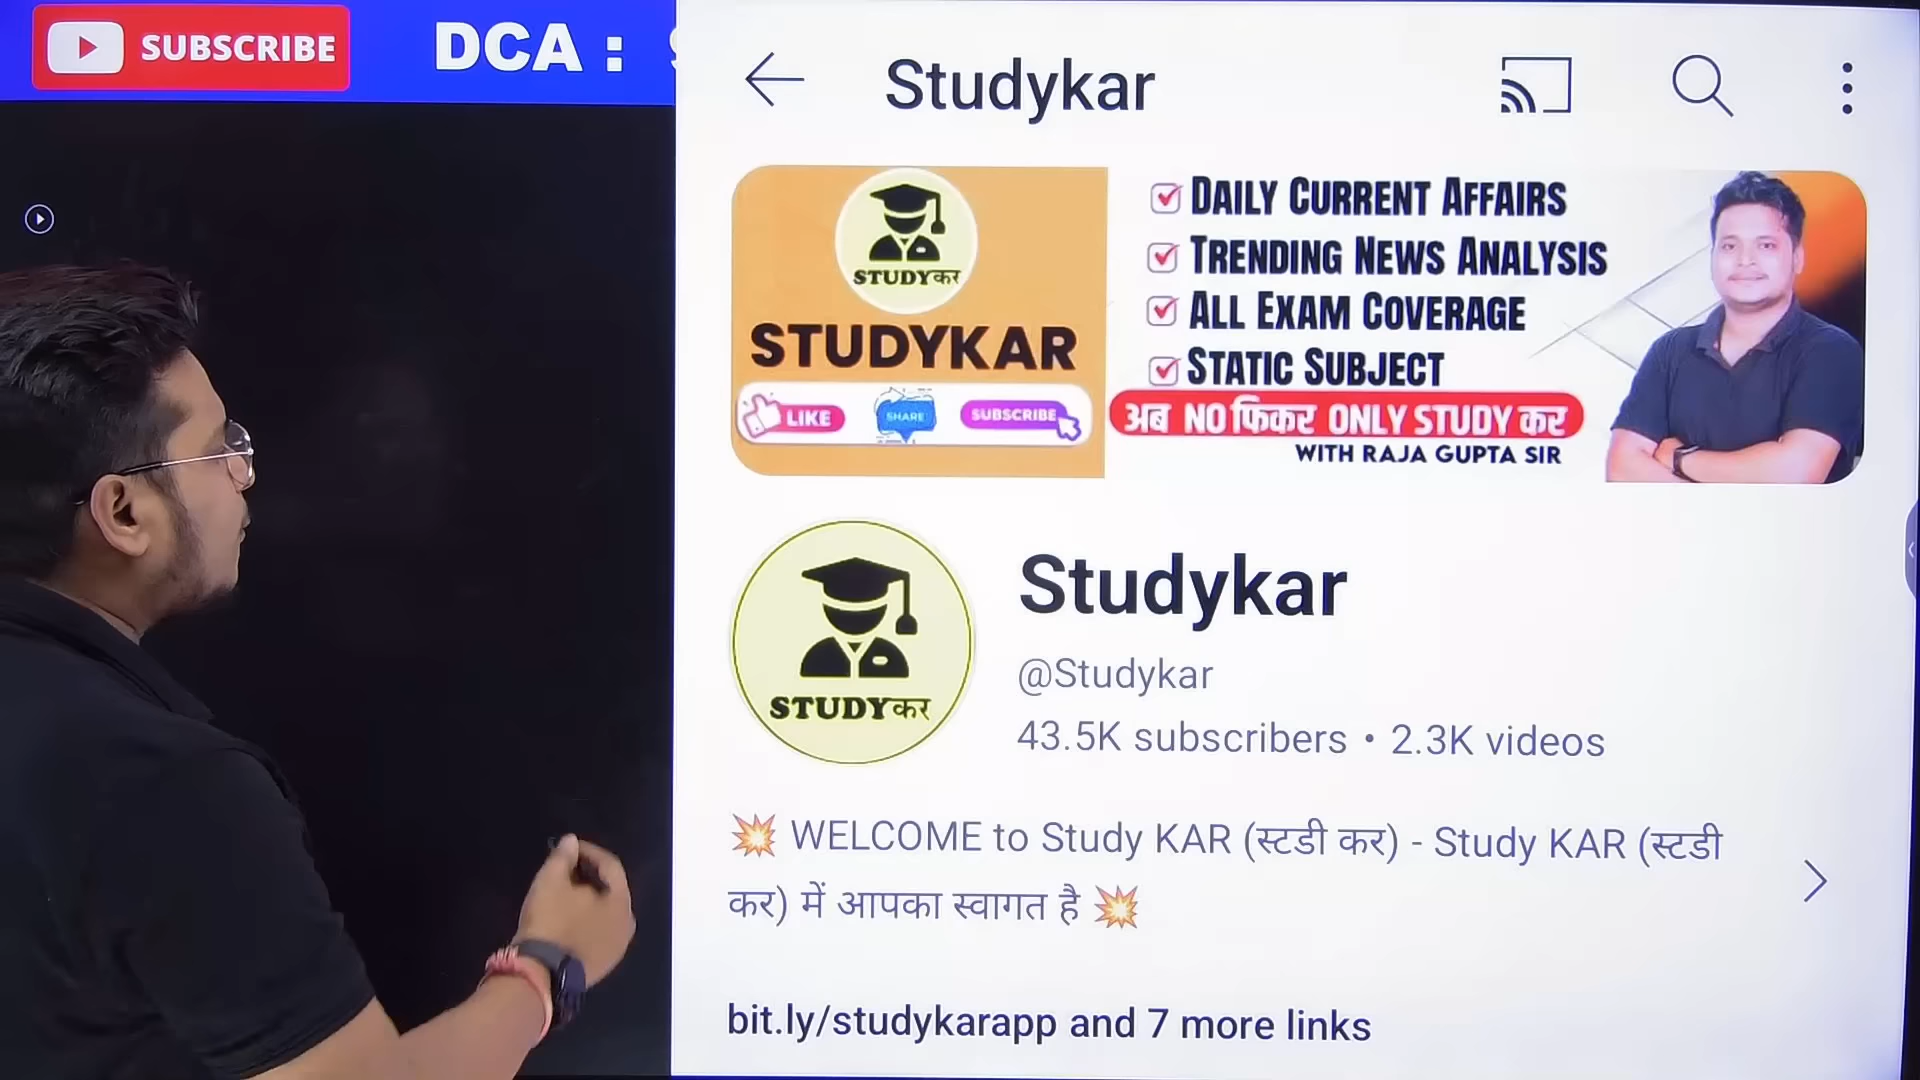 SUBSCRIBE
DCA :
Studykar
STUDYकर
STUDYKAR
LIKE
SHARE
SUBSCRIBE
DAILY CURRENT AFFAIRS
TRENDING NEWS ANALYSIS
ALL EXAM COVERAGE
STATIC SUBJECT
अब NO फिकर ONLY STUDY कर
WITH RAJA GUPTA SIR
STUDYकर
Studykar
@Studykar
43.5K subscribers • 2.3K videos
💥 WELCOME to Study KAR (स्टडी कर) - Study KAR (स्टडी
कर) में आपका स्वागत है 💥
bit.ly/studykarapp and 7 more links